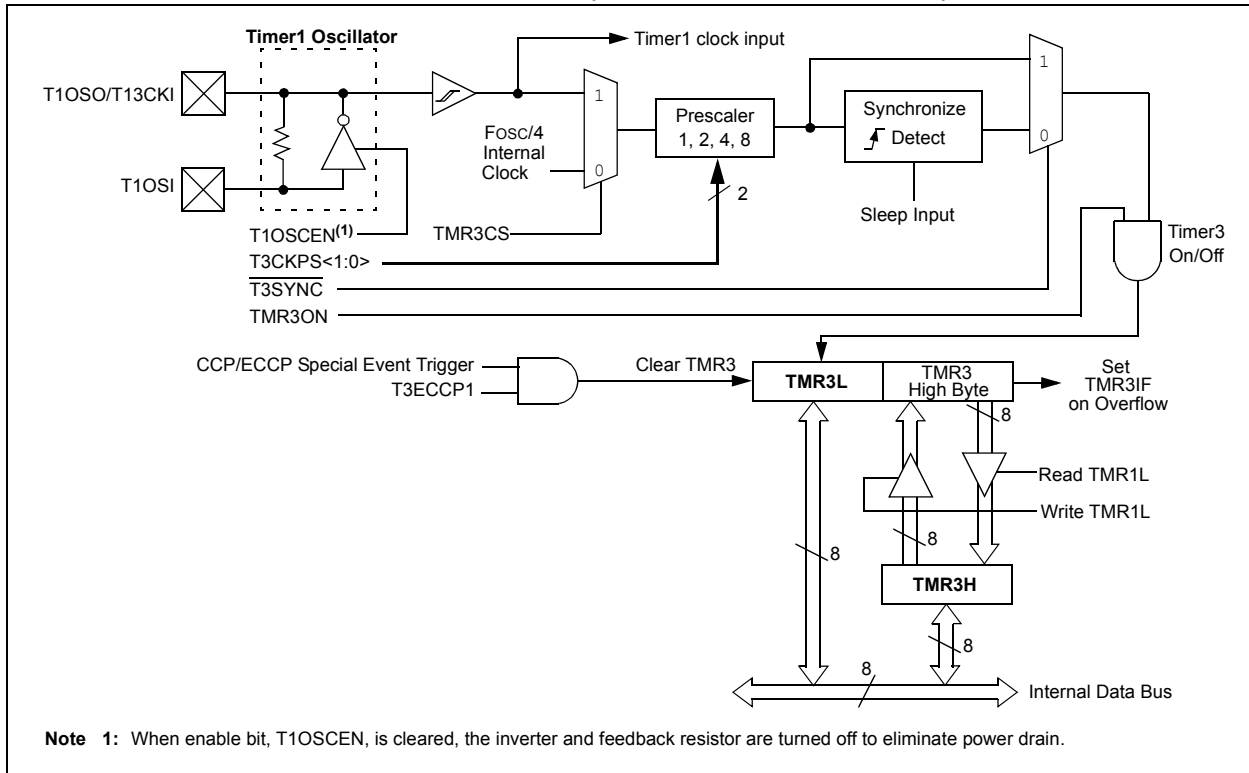 Timer1 Oscillator
Timer1 clock input
T1OSO/T13CKI
1
1
FOSC/4
Internal
Clock
0
Prescaler
1, 2, 4, 8
Synchronize
Detect
0
T1OSI
2
Sleep Input
T1OSCEN(1)
TMR3CS
Timer3
On/Off
T3CKPS<1:0>
T3SYNC
TMR3ON
CCP/ECCP Special Event Trigger
T3ECCP1
Clear TMR3
TMR3L
TMR3
High Byte
Set
TMR3IF
on Overflow
8
Read TMR1L
Write TMR1L
8
8
TMR3H
8
8
Internal Data Bus
Note 1: When enable bit, T1OSCEN, is cleared, the inverter and feedback resistor are turned off to eliminate power drain.